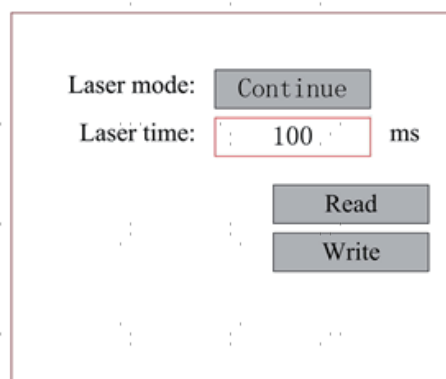 Laser mode: Continue
Laser time: 100 ms
Read
Write